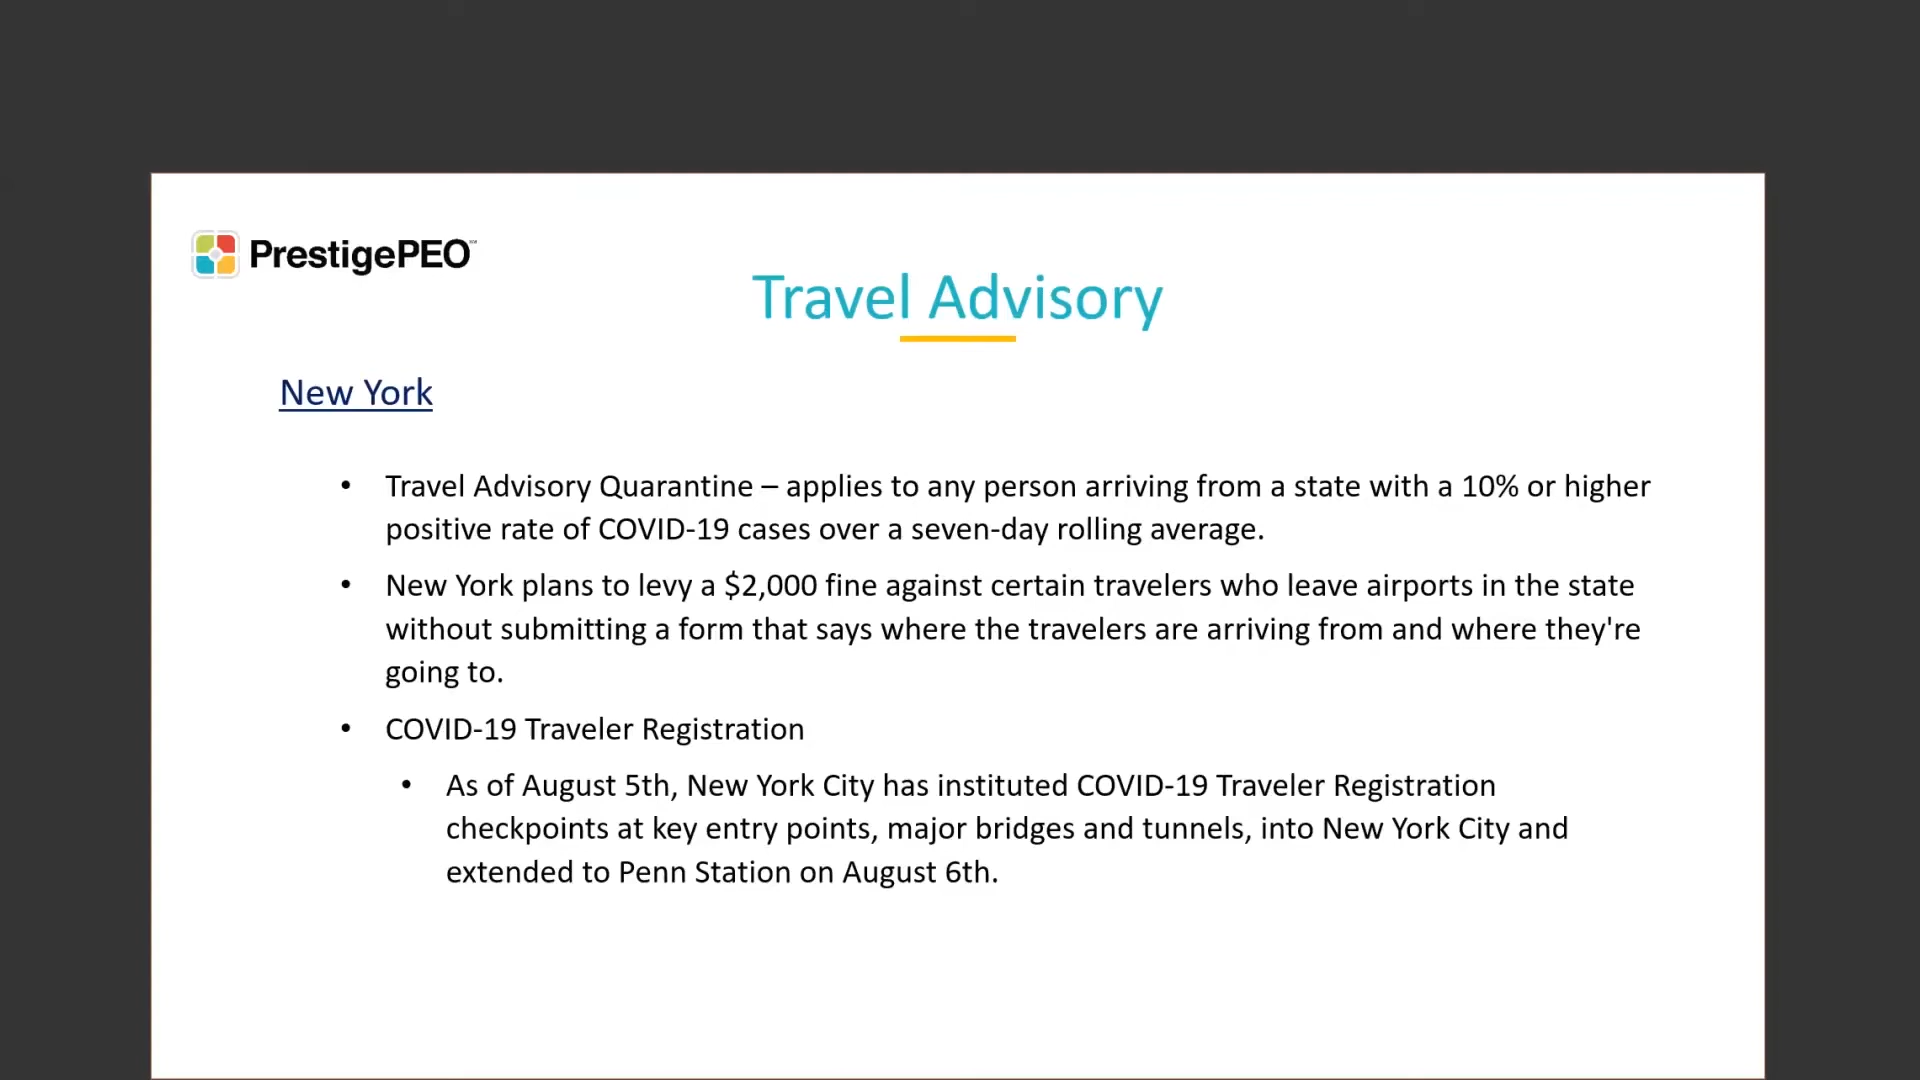 PrestigePEO
Travel Advisory
New York
• Travel Advisory Quarantine – applies to any person arriving from a state with a 10% or higher
positive rate of COVID-19 cases over a seven-day rolling average.
• New York plans to levy a $2,000 fine against certain travelers who leave airports in the state
without submitting a form that says where the travelers are arriving from and where they're
going to.
• COVID-19 Traveler Registration
• As of August 5th, New York City has instituted COVID-19 Traveler Registration
checkpoints at key entry points, major bridges and tunnels, into New York City and
extended to Penn Station on August 6th.